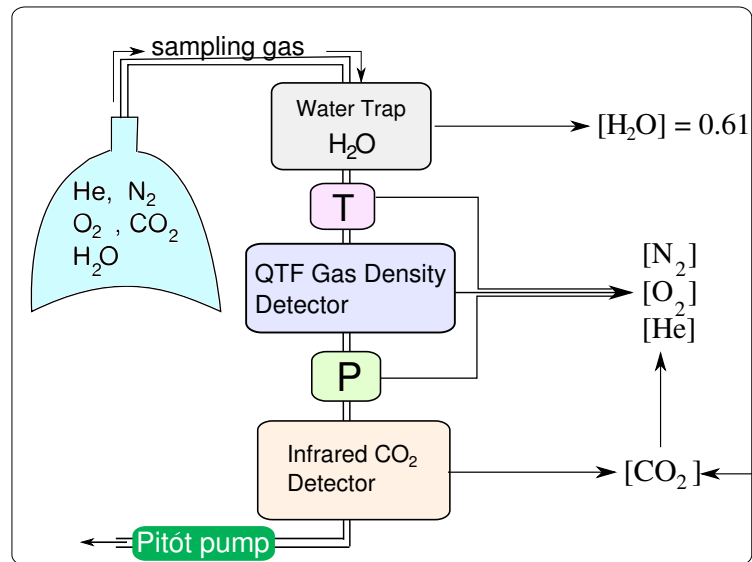 sampling gas
Water Trap
H₂O
[H₂O] = 0.61
He, N₂
O₂ , CO₂
H₂O
T
QTF Gas Density
Detector
[N₂]
[O₂]
[He]
P
Infrared CO₂
Detector
[CO₂]
Pitót pump